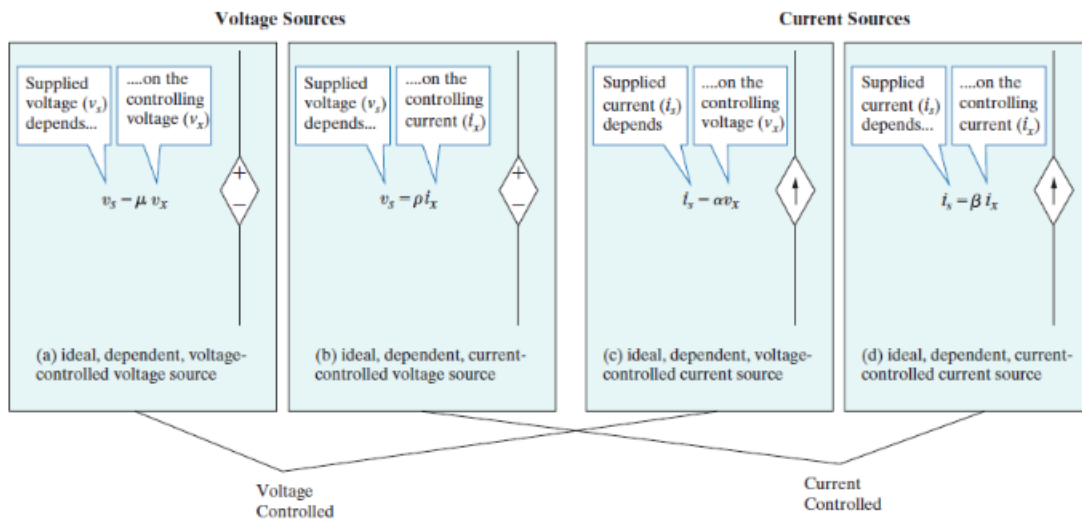 Voltage Sources
Current Sources
Supplied
voltage (vₛ)
depends...
....on the
controlling
voltage (vₓ)
vₛ = μ vₓ
+
−
(a) ideal, dependent, voltage-
controlled voltage source
Supplied
voltage (vₛ)
depends...
....on the
controlling
current (iₓ)
vₛ = ρ iₓ
+
−
(b) ideal, dependent, current-
controlled voltage source
Supplied
current (iₛ)
depends
....on the
controlling
voltage (vₓ)
iₛ = αvₓ
(c) ideal, dependent, voltage-
controlled current source
Supplied
current (iₛ)
depends...
....on the
controlling
current (iₓ)
iₛ = β iₓ
(d) ideal, dependent, current-
controlled current source
Voltage
Controlled
Current
Controlled